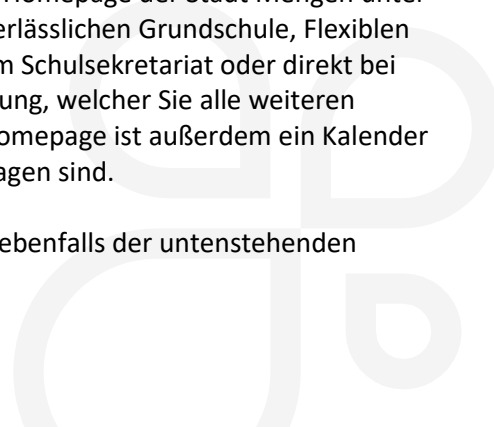 Homepage der Stadt Mengen unter
erlässlichen Grundschule, Flexiblen
m Schulsekretariat oder direkt bei
ung, welcher Sie alle weiteren
omepage ist außerdem ein Kalender
agen sind.
ebenfalls der untenstehenden